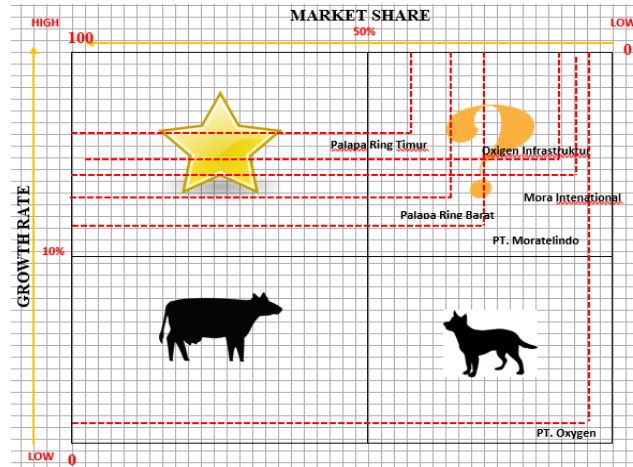 MARKET SHARE
HIGH
LOW
100
50%
0
Palapa Ring Timur
Oxigen Infrastruktur
Mora Intenational
Palapa Ring Barat
PT. Moratelindo
GROWTH RATE
10%
PT. Oxygen
LOW
0